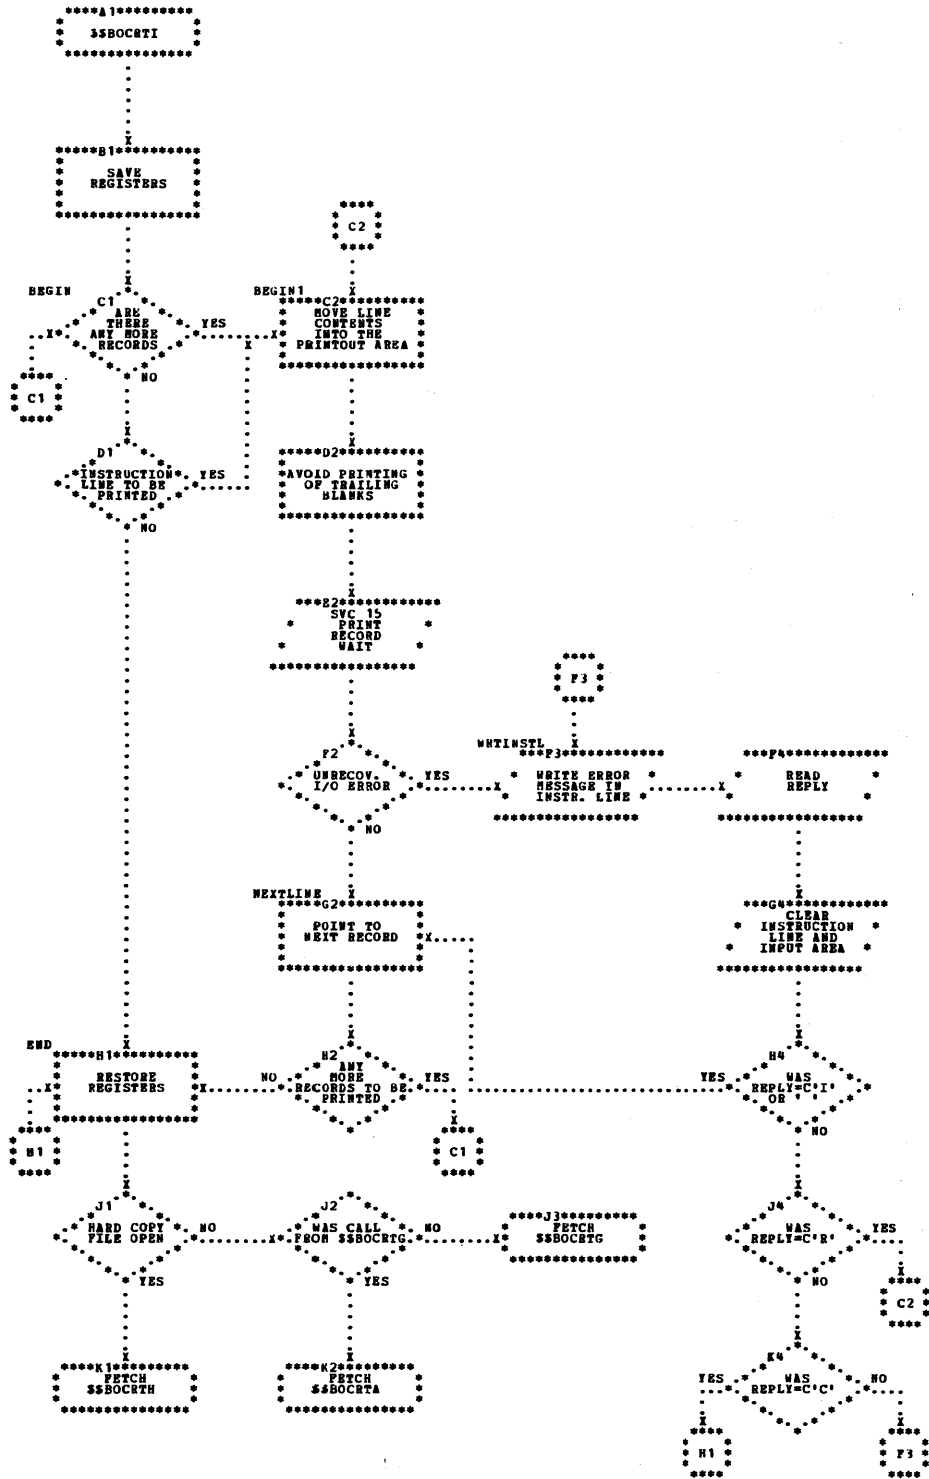 A1
$$BOCRTI
B1
SAVE
REGISTERS
C2
BEGIN
C1
ARE
THERE
ANY MORE
RECORDS
YES
NO
C1
BEGIN1
C2
MOVE LINE
CONTENTS
INTO THE
PRINTOUT AREA
D1
INSTRUCTION
LINE TO BE
PRINTED
YES
NO
D2
AVOID PRINTING
OF TRAILING
BLANKS
E2
SVC 15
PRINT
RECORD
WAIT
F3
F2
UNRECOV.
I/O ERROR
YES
NO
WHTINSTL
F3
WRITE ERROR
MESSAGE IN
INSTR. LINE
F4
READ
REPLY
NEXTLINE
G2
POINT TO
NEXT RECORD
G4
CLEAR
INSTRUCTION
LINE AND
INPUT AREA
END
H1
RESTORE
REGISTERS
H1
H2
ANY
MORE
RECORDS TO BE
PRINTED
NO
YES
C1
H4
WAS
REPLY=C'I'
OR ' '
YES
NO
J1
HARD COPY
FILE OPEN
NO
YES
J2
WAS CALL
FROM $$BOCRTG
NO
YES
J3
FETCH
$$BOCRTG
J4
WAS
REPLY=C'R'
YES
NO
C2
K1
FETCH
$$BOCRTH
K2
FETCH
$$BOCRTA
K4
WAS
REPLY=C'C'
YES
NO
H1
F3